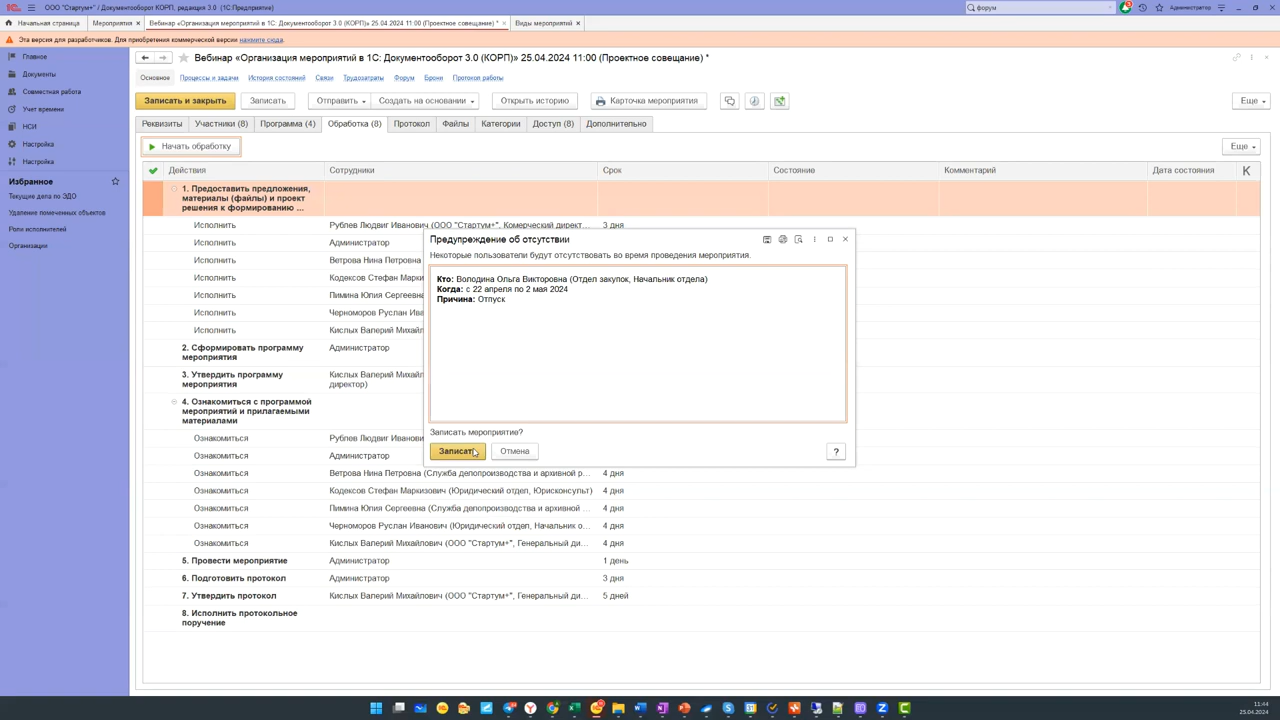 ООО "Стартум+" / Документооборот КОРП, редакция 3.0 (1С:Предприятие)
форум
Администратор
Начальная страница
Мероприятия ×
Вебинар «Организация мероприятий в 1С: Документооборот 3.0 (КОРП)» 25.04.2024 11:00 (Проектное совещание) * ×
Виды мероприятий ×
Эта версия для разработчиков. Для приобретения коммерческой версии нажмите сюда.
Главное
Документы
Совместная работа
Учет времени
НСИ
Настройка
Настройка
Избранное
Текущие дела по ЭДО
Удаление помеченных объектов
Роли исполнителей
Организации
Вебинар «Организация мероприятий в 1С: Документооборот 3.0 (КОРП)» 25.04.2024 11:00 (Проектное совещание) *
Основное Процессы и задачи История состояний Связи Трудозатраты Форум Брони Протокол работы
Записать и закрыть Записать Отправить Создать на основании Открыть историю Карточка мероприятия Еще
Реквизиты Участники (8) Программа (4) Обработка (8) Протокол Файлы Категории Доступ (8) Дополнительно
Начать обработку Еще
Действия Сотрудники Срок Состояние Комментарий Дата состояния К
1. Предоставить предложения,
материалы (файлы) и проект
решения к формированию ...
Исполнить Рублев Людвиг Иванович (ООО "Стартум+", Комерческий директ... 3 дня
Исполнить Администратор
Исполнить Ветрова Нина Петровна
Исполнить Кодексов Стефан Маркизович
Исполнить Пимина Юлия Сергеевна
Исполнить Черноморов Руслан Ива
Исполнить Кислых Валерий Михайл
2. Сформировать программу
мероприятия
Администратор
3. Утвердить программу
мероприятия
Кислых Валерий Михайл
директор)
4. Ознакомиться с программой
мероприятий и прилагаемыми
материалами
Ознакомиться Рублев Людвиг Иванович
Ознакомиться Администратор
Ознакомиться Ветрова Нина Петровна (Служба делопроизводства и архивной р... 4 дня
Ознакомиться Кодексов Стефан Маркизович (Юридический отдел, Юрисконсульт) 4 дня
Ознакомиться Пимина Юлия Сергеевна (Служба делопроизводства и архивной ... 4 дня
Ознакомиться Черноморов Руслан Иванович (Юридический отдел, Начальник о... 4 дня
Ознакомиться Кислых Валерий Михайлович (ООО "Стартум+", Генеральный ди... 4 дня
5. Провести мероприятие Администратор 1 день
6. Подготовить протокол Администратор 3 дня
7. Утвердить протокол Кислых Валерий Михайлович (ООО "Стартум+", Генеральный ди... 5 дней
8. Исполнить протокольное
поручение
Предупреждение об отсутствии
Некоторые пользователи будут отсутствовать во время проведения мероприятия.
Кто: Володина Ольга Викторовна (Отдел закупок, Начальник отдела)
Когда: с 22 апреля по 2 мая 2024
Причина: Отпуск
Записать мероприятие?
Записать Отмена ?
11:44
25.04.2024